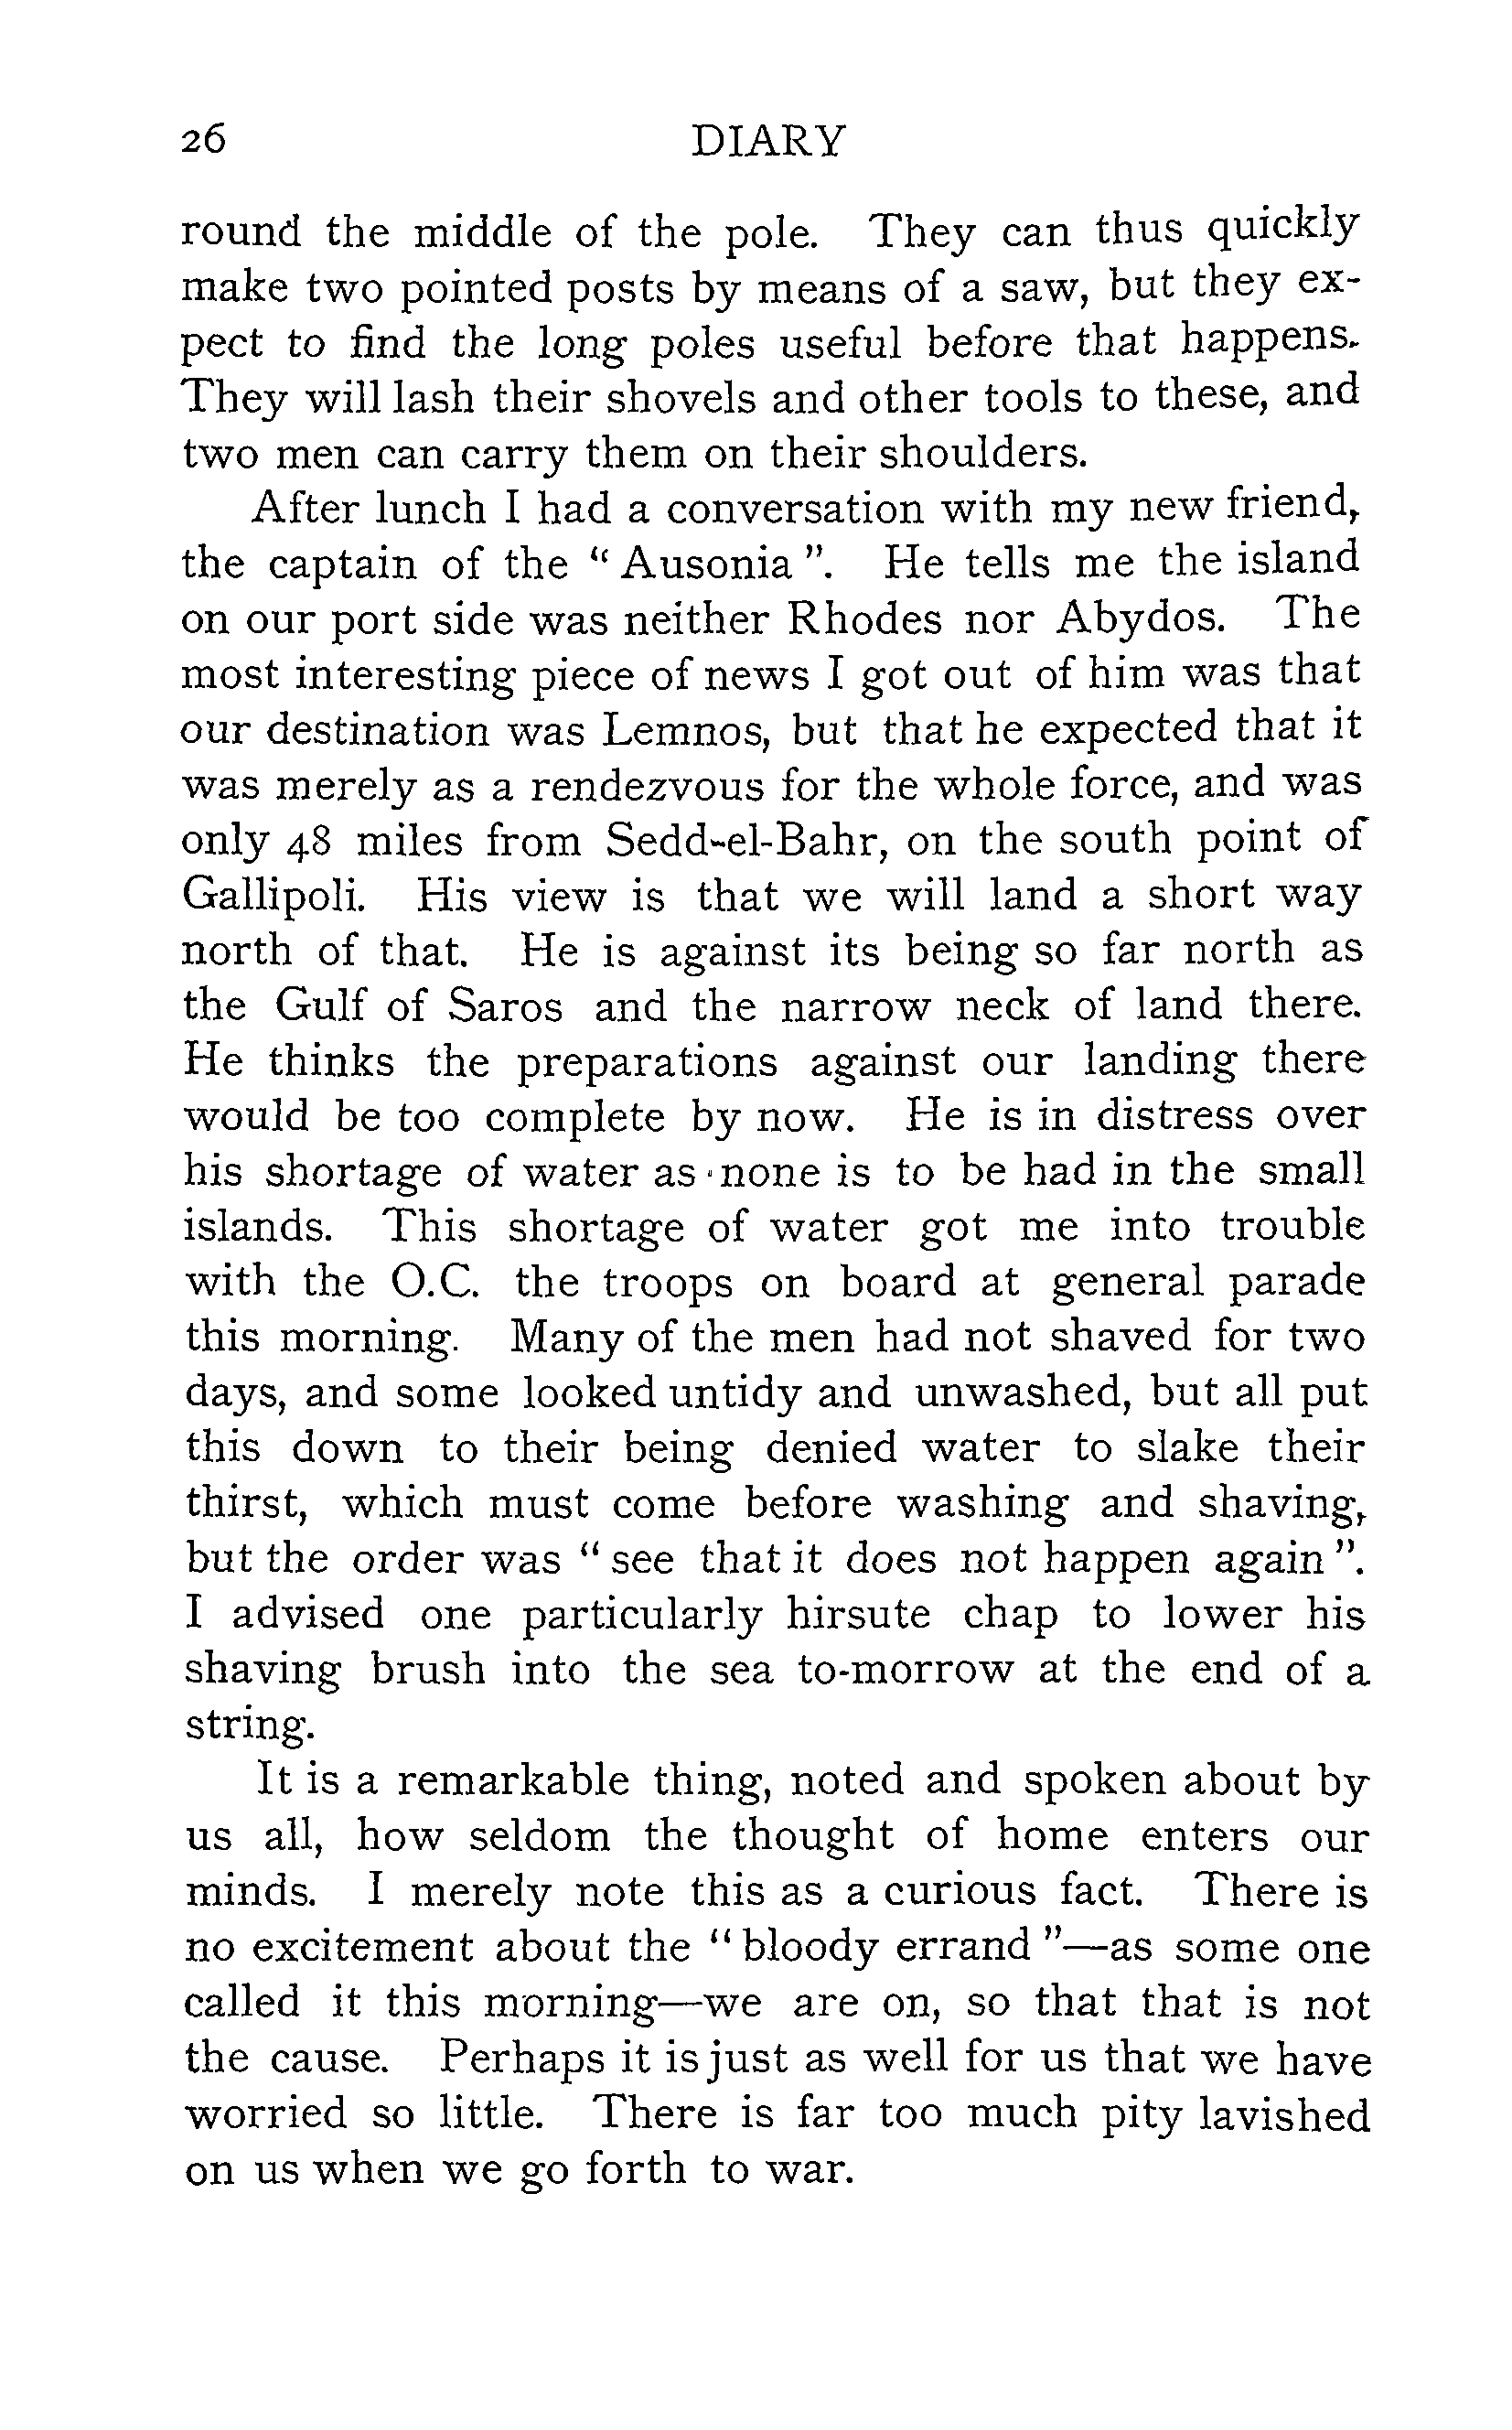 26 DIARY
round the middle of the pole. They can thus quickly
make two pointed posts by means of a saw, but they ex-
pect to find the long poles useful before that happens.
They will lash their shovels and other tools to these, and
two men can carry them on their shoulders.
After lunch I had a conversation with my new friend,
the captain of the “ Ausonia ”. He tells me the island
on our port side was neither Rhodes nor Abydos. The
most interesting piece of news I got out of him was that
our destination was Lemnos, but that he expected that it
was merely as a rendezvous for the whole force, and was
only 48 miles from Sedd-el-Bahr, on the south point of
Gallipoli. His view is that we will land a short way
north of that. He is against its being so far north as
the Gulf of Saros and the narrow neck of land there.
He thinks the preparations against our landing there
would be too complete by now. He is in distress over
his shortage of water as none is to be had in the small
islands. This shortage of water got me into trouble
with the O.C. the troops on board at general parade
this morning. Many of the men had not shaved for two
days, and some looked untidy and unwashed, but all put
this down to their being denied water to slake their
thirst, which must come before washing and shaving,
but the order was “ see that it does not happen again ”.
I advised one particularly hirsute chap to lower his
shaving brush into the sea to-morrow at the end of a
string.
It is a remarkable thing, noted and spoken about by
us all, how seldom the thought of home enters our
minds. I merely note this as a curious fact. There is
no excitement about the “ bloody errand ”—as some one
called it this morning—we are on, so that that is not
the cause. Perhaps it is just as well for us that we have
worried so little. There is far too much pity lavished
on us when we go forth to war.